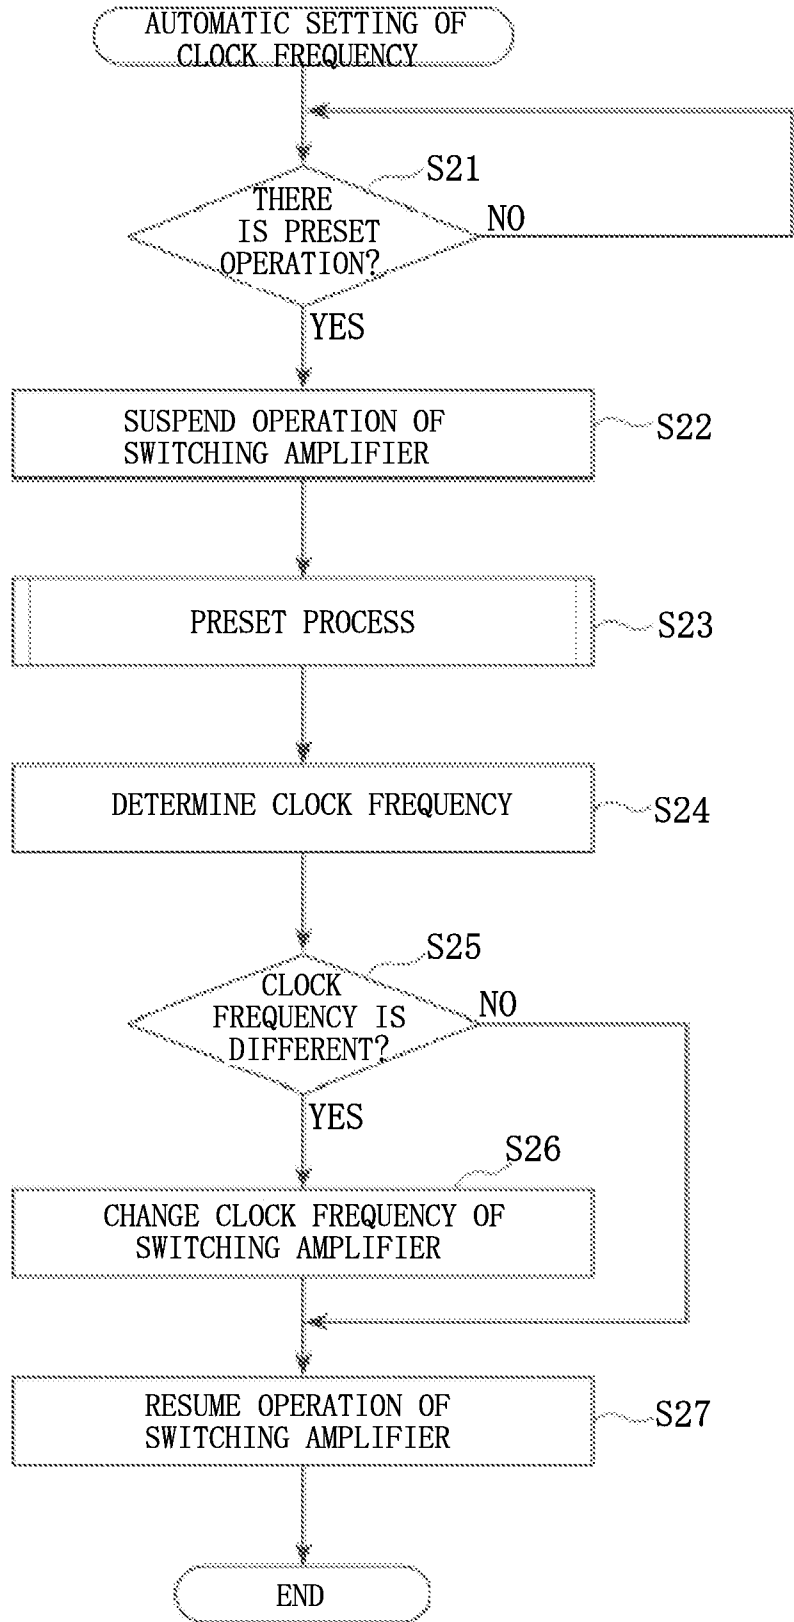 AUTOMATIC SETTING OF
CLOCK FREQUENCY
S21
THERE
IS PRESET
OPERATION?
NO
YES
SUSPEND OPERATION OF
SWITCHING AMPLIFIER
S22
PRESET PROCESS
S23
DETERMINE CLOCK FREQUENCY
S24
S25
CLOCK
FREQUENCY IS
DIFFERENT?
NO
YES
S26
CHANGE CLOCK FREQUENCY OF
SWITCHING AMPLIFIER
RESUME OPERATION OF
SWITCHING AMPLIFIER
S27
END